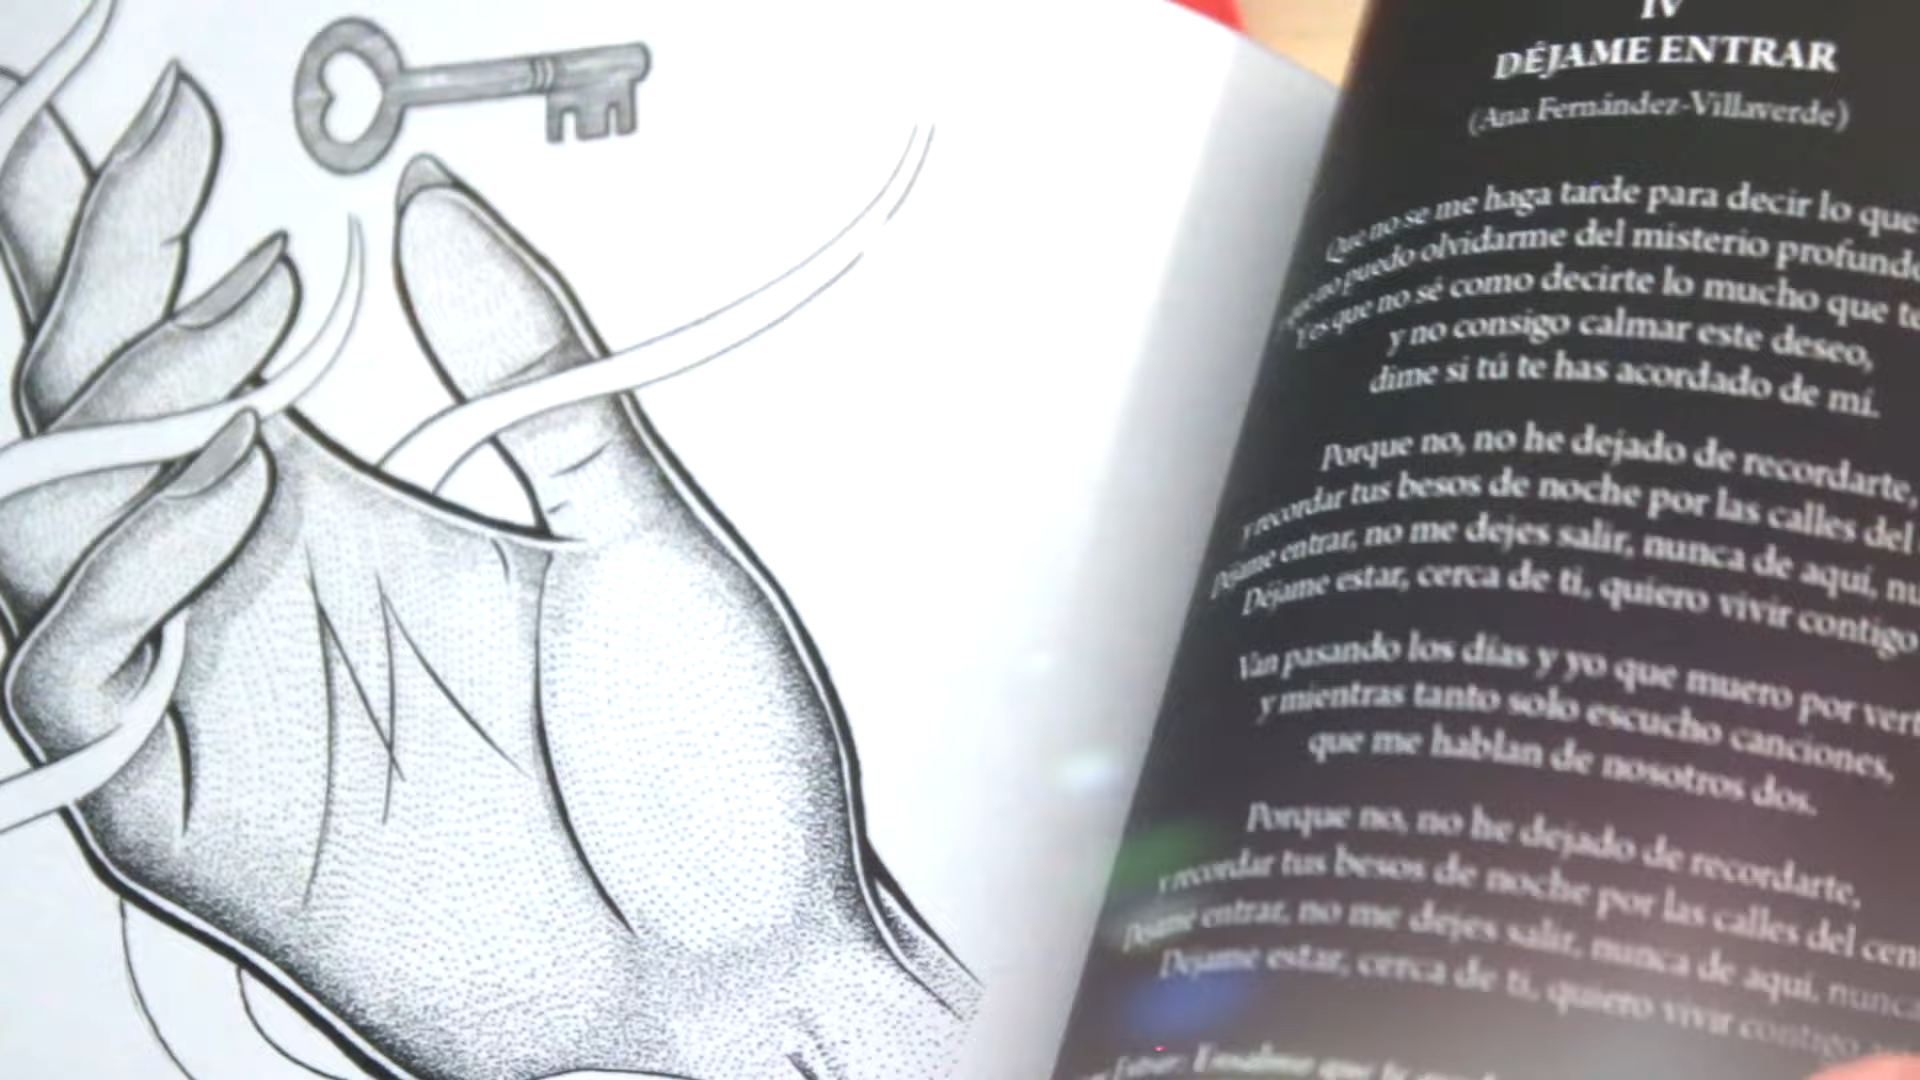 IV
DÉJAME ENTRAR
(Ana Fernández-Villaverde)
Que no se me haga tarde para decir lo que
que no puedo olvidarme del misterio profundo
Y es que no sé como decirte lo mucho que te
y no consigo calmar este deseo,
dime si tú te has acordado de mí.
Porque no, no he dejado de recordarte,
y recordar tus besos de noche por las calles del
Déjame entrar, no me dejes salir, nunca de aquí, nu
Déjame estar, cerca de ti, quiero vivir contigo
Van pasando los días y yo que muero por vert
y mientras tanto solo escucho canciones,
que me hablan de nosotros dos.
Porque no, no he dejado de recordarte,
y recordar tus besos de noche por las calles del cen
Déjame entrar, no me dejes salir, nunca de aquí, nunca
Déjame estar, cerca de ti, quiero vivir contigo